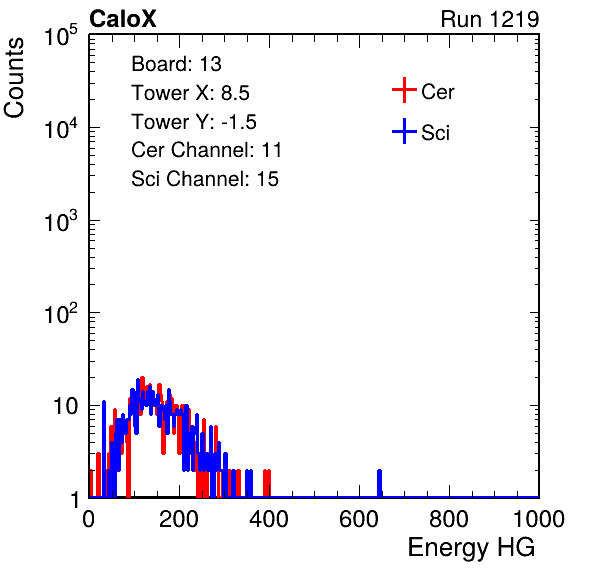 CaloX Run 1219
Counts
10^5
10^4
10^3
10^2
10
1
Board: 13
Tower X: 8.5
Tower Y: -1.5
Cer Channel: 11
Sci Channel: 15
Cer
Sci
0 200 400 600 800 1000
Energy HG